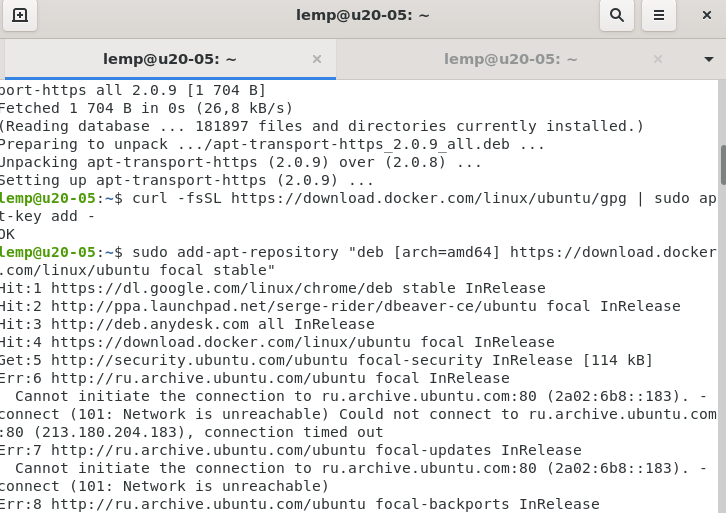 lemp@u20-05: ~
lemp@u20-05: ~
lemp@u20-05: ~
port-https all 2.0.9 [1 704 B]
Fetched 1 704 B in 0s (26,8 kB/s)
(Reading database ... 181897 files and directories currently installed.)
Preparing to unpack .../apt-transport-https_2.0.9_all.deb ...
Unpacking apt-transport-https (2.0.9) over (2.0.8) ...
Setting up apt-transport-https (2.0.9) ...
lemp@u20-05:~$ curl -fsSL https://download.docker.com/linux/ubuntu/gpg | sudo ap
t-key add -
OK
lemp@u20-05:~$ sudo add-apt-repository "deb [arch=amd64] https://download.docker
.com/linux/ubuntu focal stable"
Hit:1 https://dl.google.com/linux/chrome/deb stable InRelease
Hit:2 http://ppa.launchpad.net/serge-rider/dbeaver-ce/ubuntu focal InRelease
Hit:3 http://deb.anydesk.com all InRelease
Hit:4 https://download.docker.com/linux/ubuntu focal InRelease
Get:5 http://security.ubuntu.com/ubuntu focal-security InRelease [114 kB]
Err:6 http://ru.archive.ubuntu.com/ubuntu focal InRelease
  Cannot initiate the connection to ru.archive.ubuntu.com:80 (2a02:6b8::183). -
connect (101: Network is unreachable) Could not connect to ru.archive.ubuntu.com
:80 (213.180.204.183), connection timed out
Err:7 http://ru.archive.ubuntu.com/ubuntu focal-updates InRelease
  Cannot initiate the connection to ru.archive.ubuntu.com:80 (2a02:6b8::183). -
connect (101: Network is unreachable)
Err:8 http://ru.archive.ubuntu.com/ubuntu focal-backports InRelease